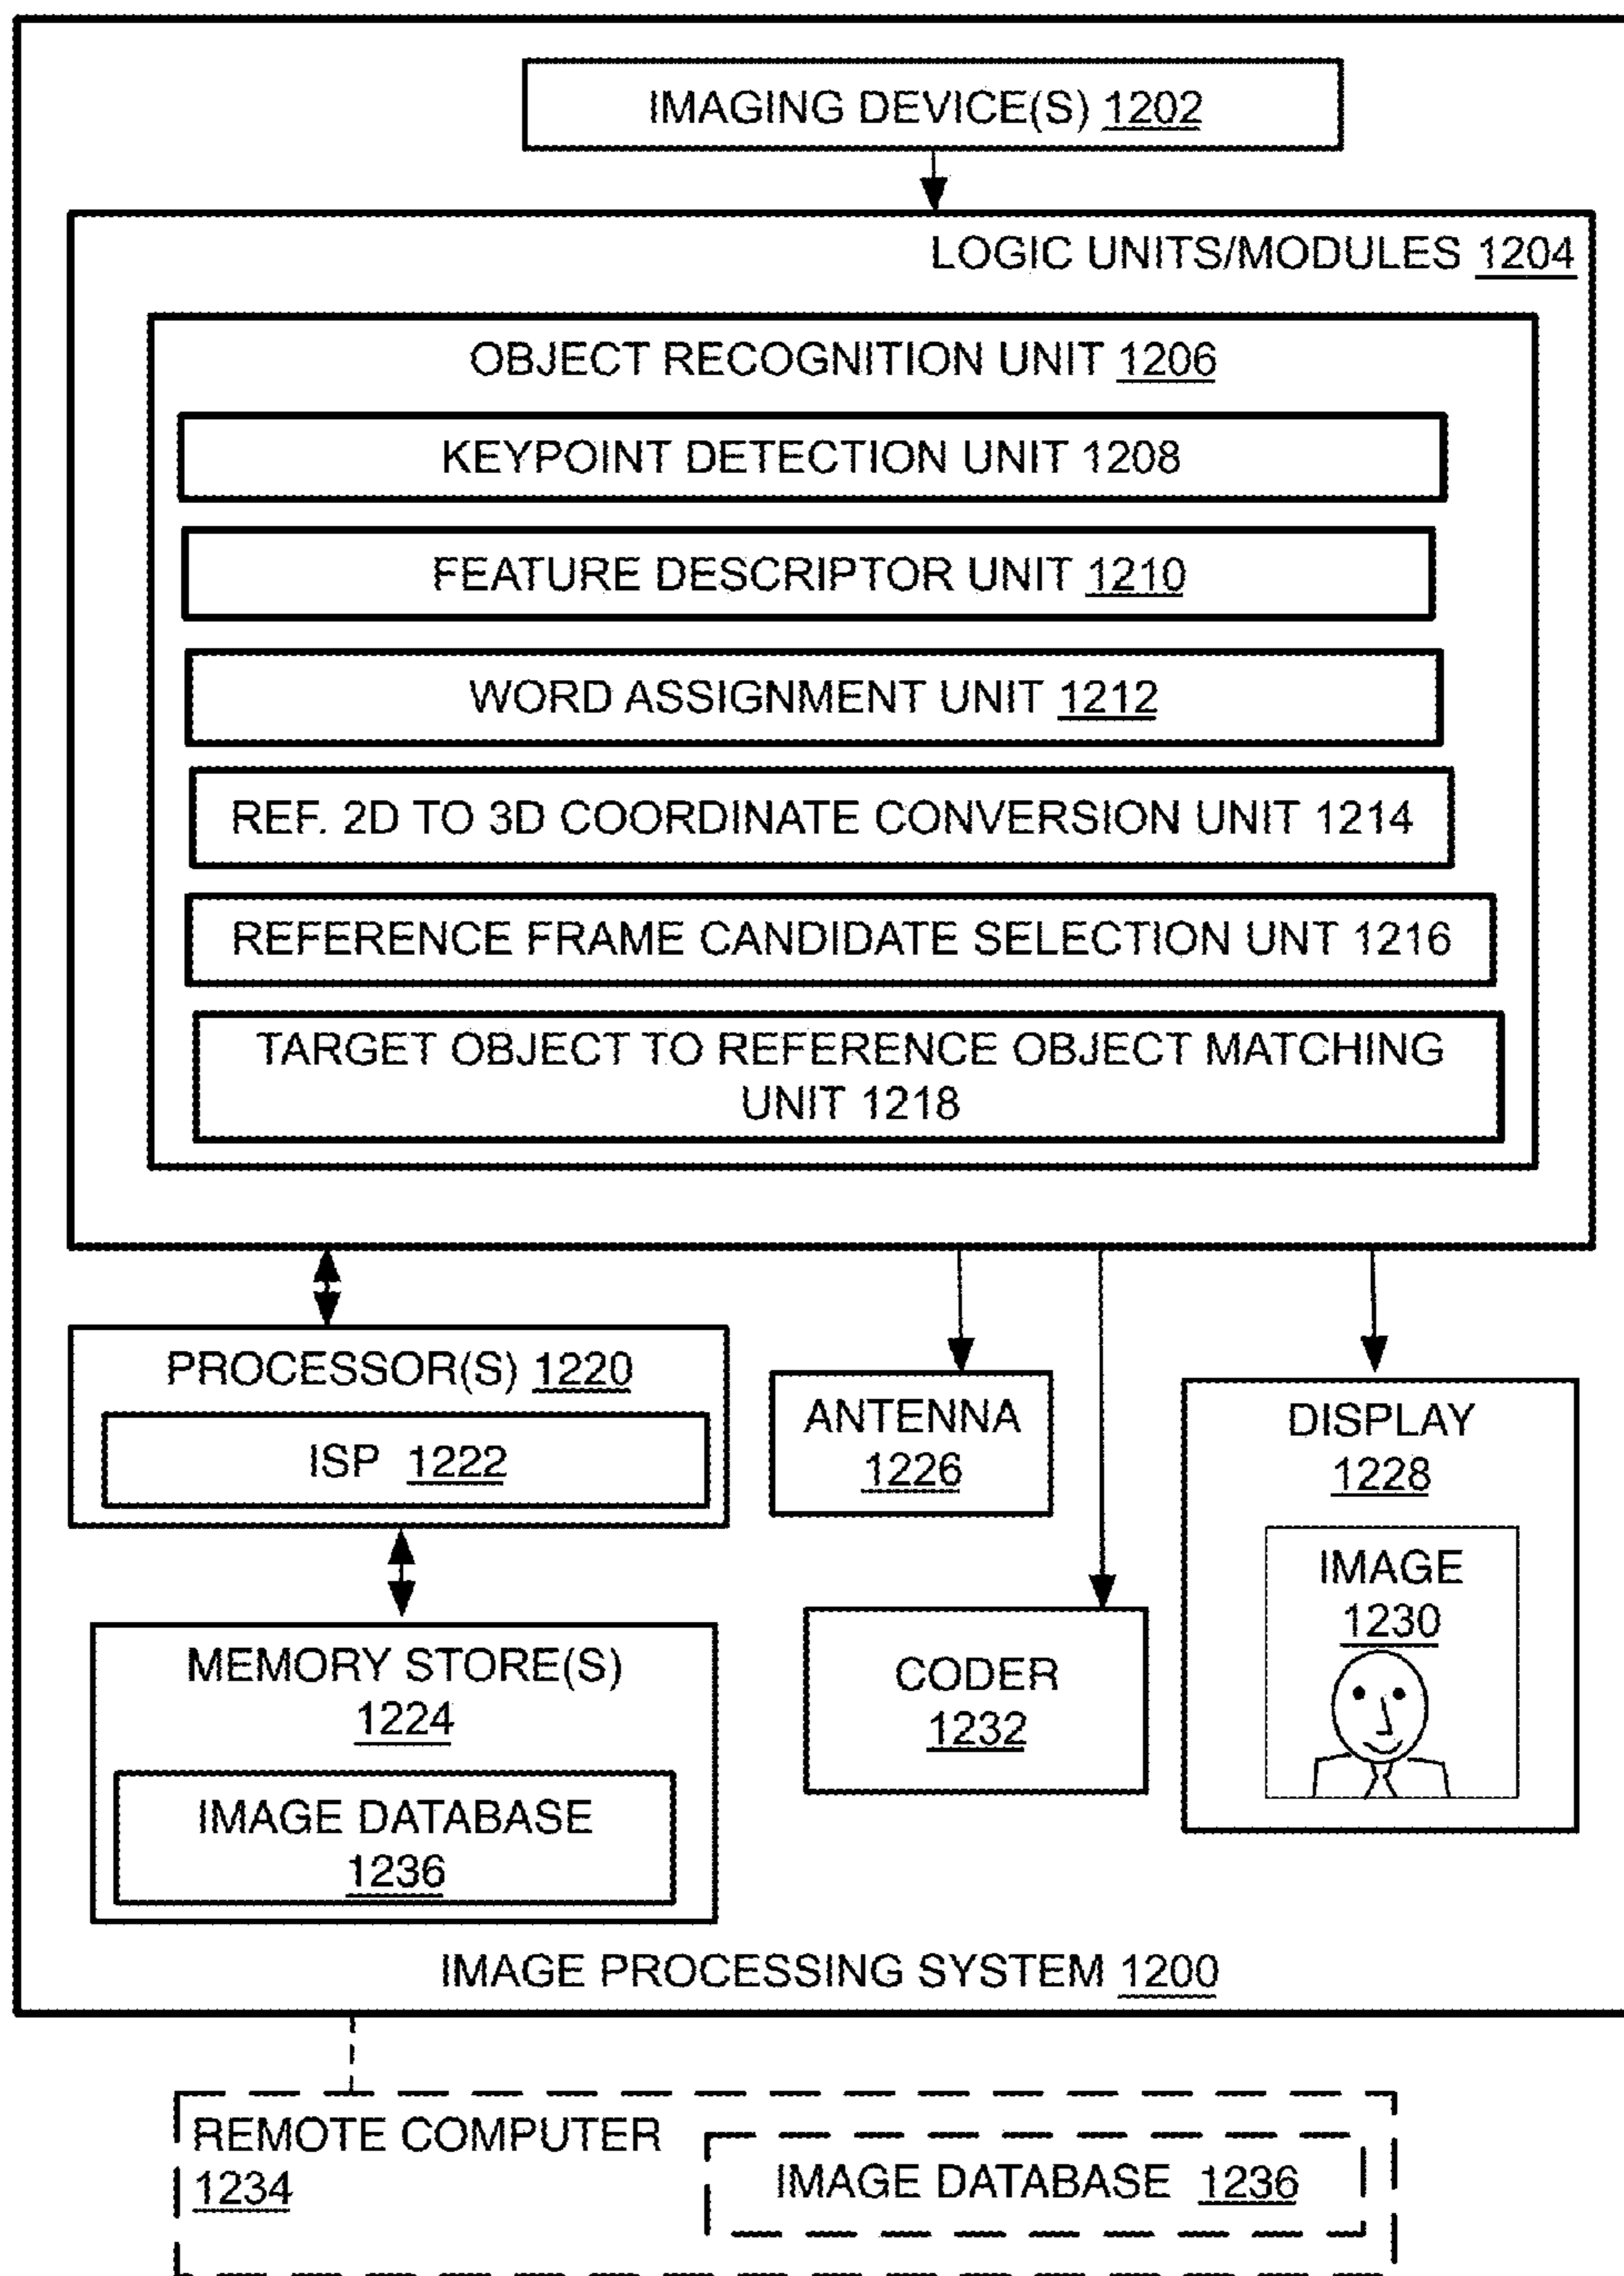 IMAGING DEVICE(S) 1202
LOGIC UNITS/MODULES 1204
OBJECT RECOGNITION UNIT 1206
KEYPOINT DETECTION UNIT 1208
FEATURE DESCRIPTOR UNIT 1210
WORD ASSIGNMENT UNIT 1212
REF. 2D TO 3D COORDINATE CONVERSION UNIT 1214
REFERENCE FRAME CANDIDATE SELECTION UNT 1216
TARGET OBJECT TO REFERENCE OBJECT MATCHING
UNIT 1218
PROCESSOR(S) 1220
ISP 1222
ANTENNA
1226
DISPLAY
1228
IMAGE
1230
MEMORY STORE(S)
1224
IMAGE DATABASE
1236
CODER
1232
IMAGE PROCESSING SYSTEM 1200
REMOTE COMPUTER
1234
IMAGE DATABASE 1236